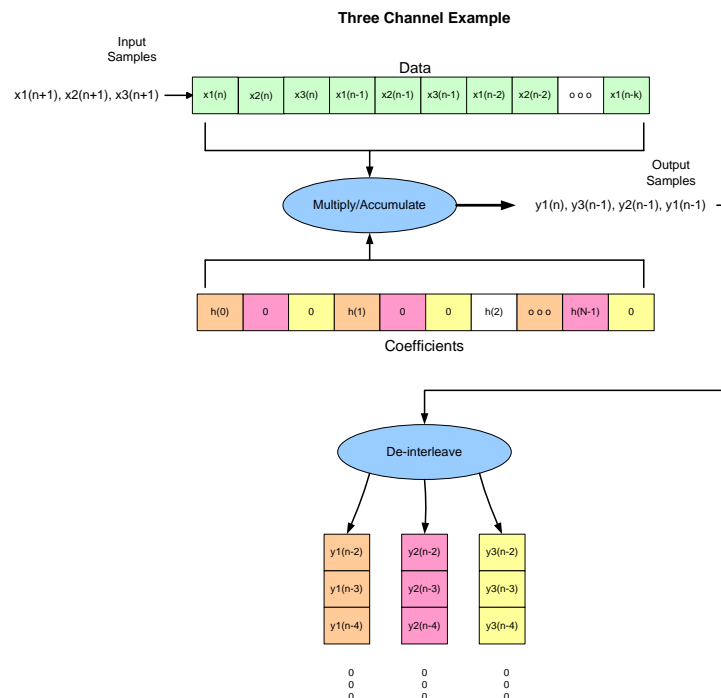 Three Channel Example
Input
Samples
Data
x1(n+1), x2(n+1), x3(n+1)
x1(n) x2(n) x3(n) x1(n-1) x2(n-1) x3(n-1) x1(n-2) x2(n-2) o o o x1(n-k)
Output
Samples
Multiply/Accumulate
y1(n), y3(n-1), y2(n-1), y1(n-1)
h(0) 0 0 h(1) 0 0 h(2) o o o h(N-1) 0
Coefficients
De-interleave
y1(n-2) y2(n-2) y3(n-2)
y1(n-3) y2(n-3) y3(n-3)
y1(n-4) y2(n-4) y3(n-4)
0 0 0
0 0 0
0 0 0